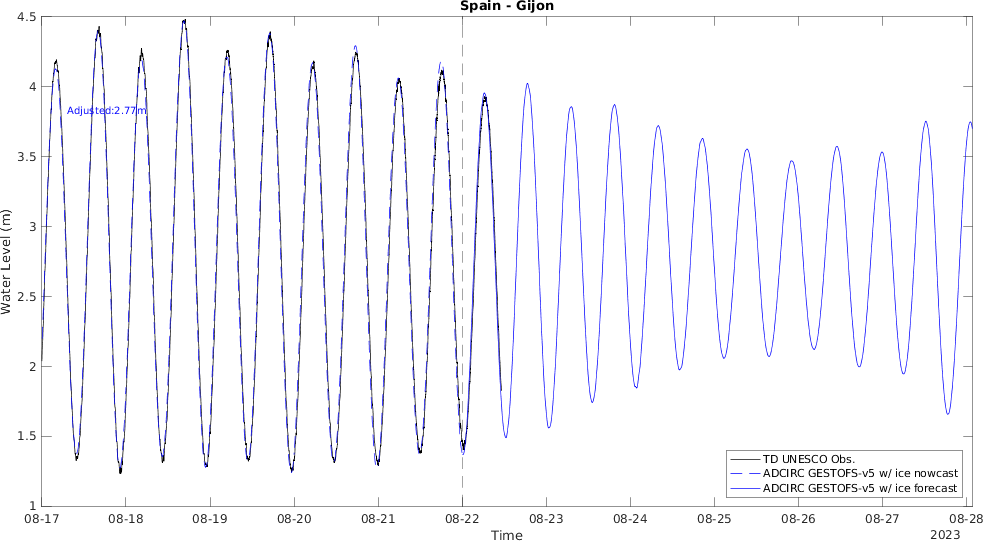 Spain - Gijon
4.5
4
3.5
3
2.5
2
1.5
1
Water Level (m)
Adjusted:2.77m
TD UNESCO Obs.
ADCIRC GESTOFS-v5 w/ ice nowcast
ADCIRC GESTOFS-v5 w/ ice forecast
08-17 08-18 08-19 08-20 08-21 08-22 08-23 08-24 08-25 08-26 08-27 08-28
Time
2023